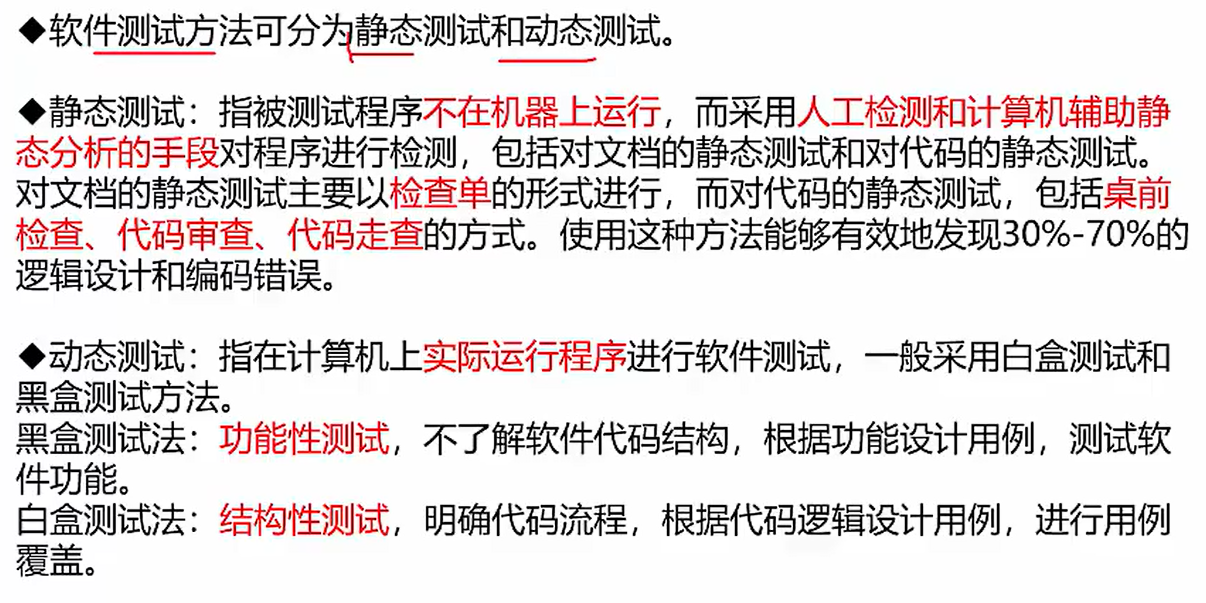 ◆软件测试方法可分为静态测试和动态测试。
◆静态测试：指被测试程序不在机器上运行，而采用人工检测和计算机辅助静
态分析的手段对程序进行检测，包括对文档的静态测试和对代码的静态测试。
对文档的静态测试主要以检查单的形式进行，而对代码的静态测试，包括桌前
检查、代码审查、代码走查的方式。使用这种方法能够有效地发现30%-70%的
逻辑设计和编码错误。
◆动态测试：指在计算机上实际运行程序进行软件测试，一般采用白盒测试和
黑盒测试方法。
黑盒测试法：功能性测试，不了解软件代码结构，根据功能设计用例，测试软
件功能。
白盒测试法：结构性测试，明确代码流程，根据代码逻辑设计用例，进行用例
覆盖。